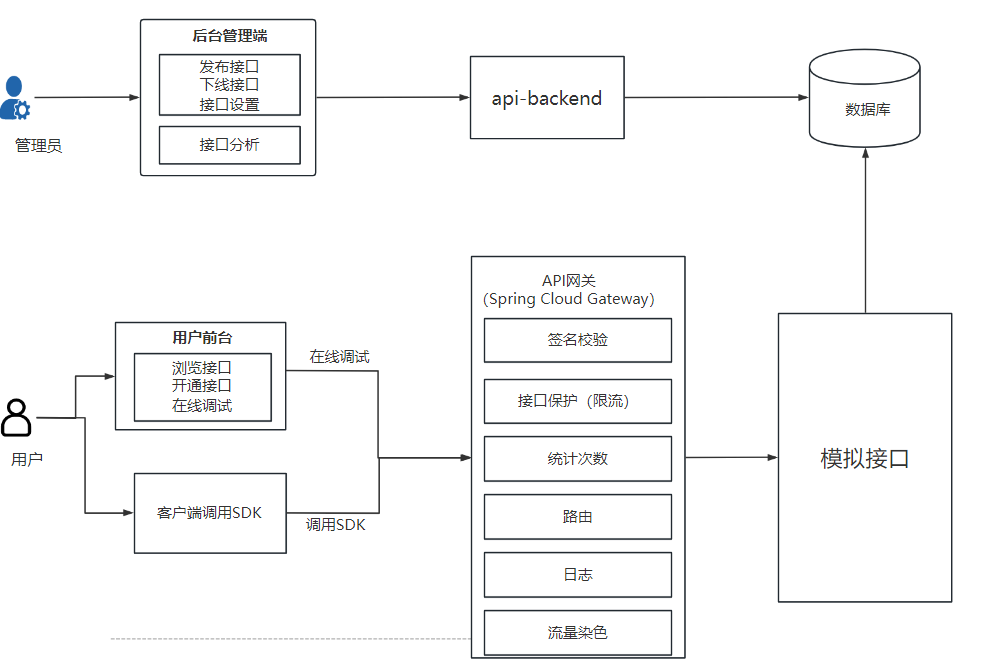 后台管理端
发布接口
下线接口
接口设置
接口分析
管理员
api-backend
数据库
API网关
（Spring Cloud Gateway）
签名校验
接口保护（限流）
统计次数
路由
日志
流量染色
用户前台
浏览接口
开通接口
在线调试
在线调试
用户
客户端调用SDK
调用SDK
模拟接口